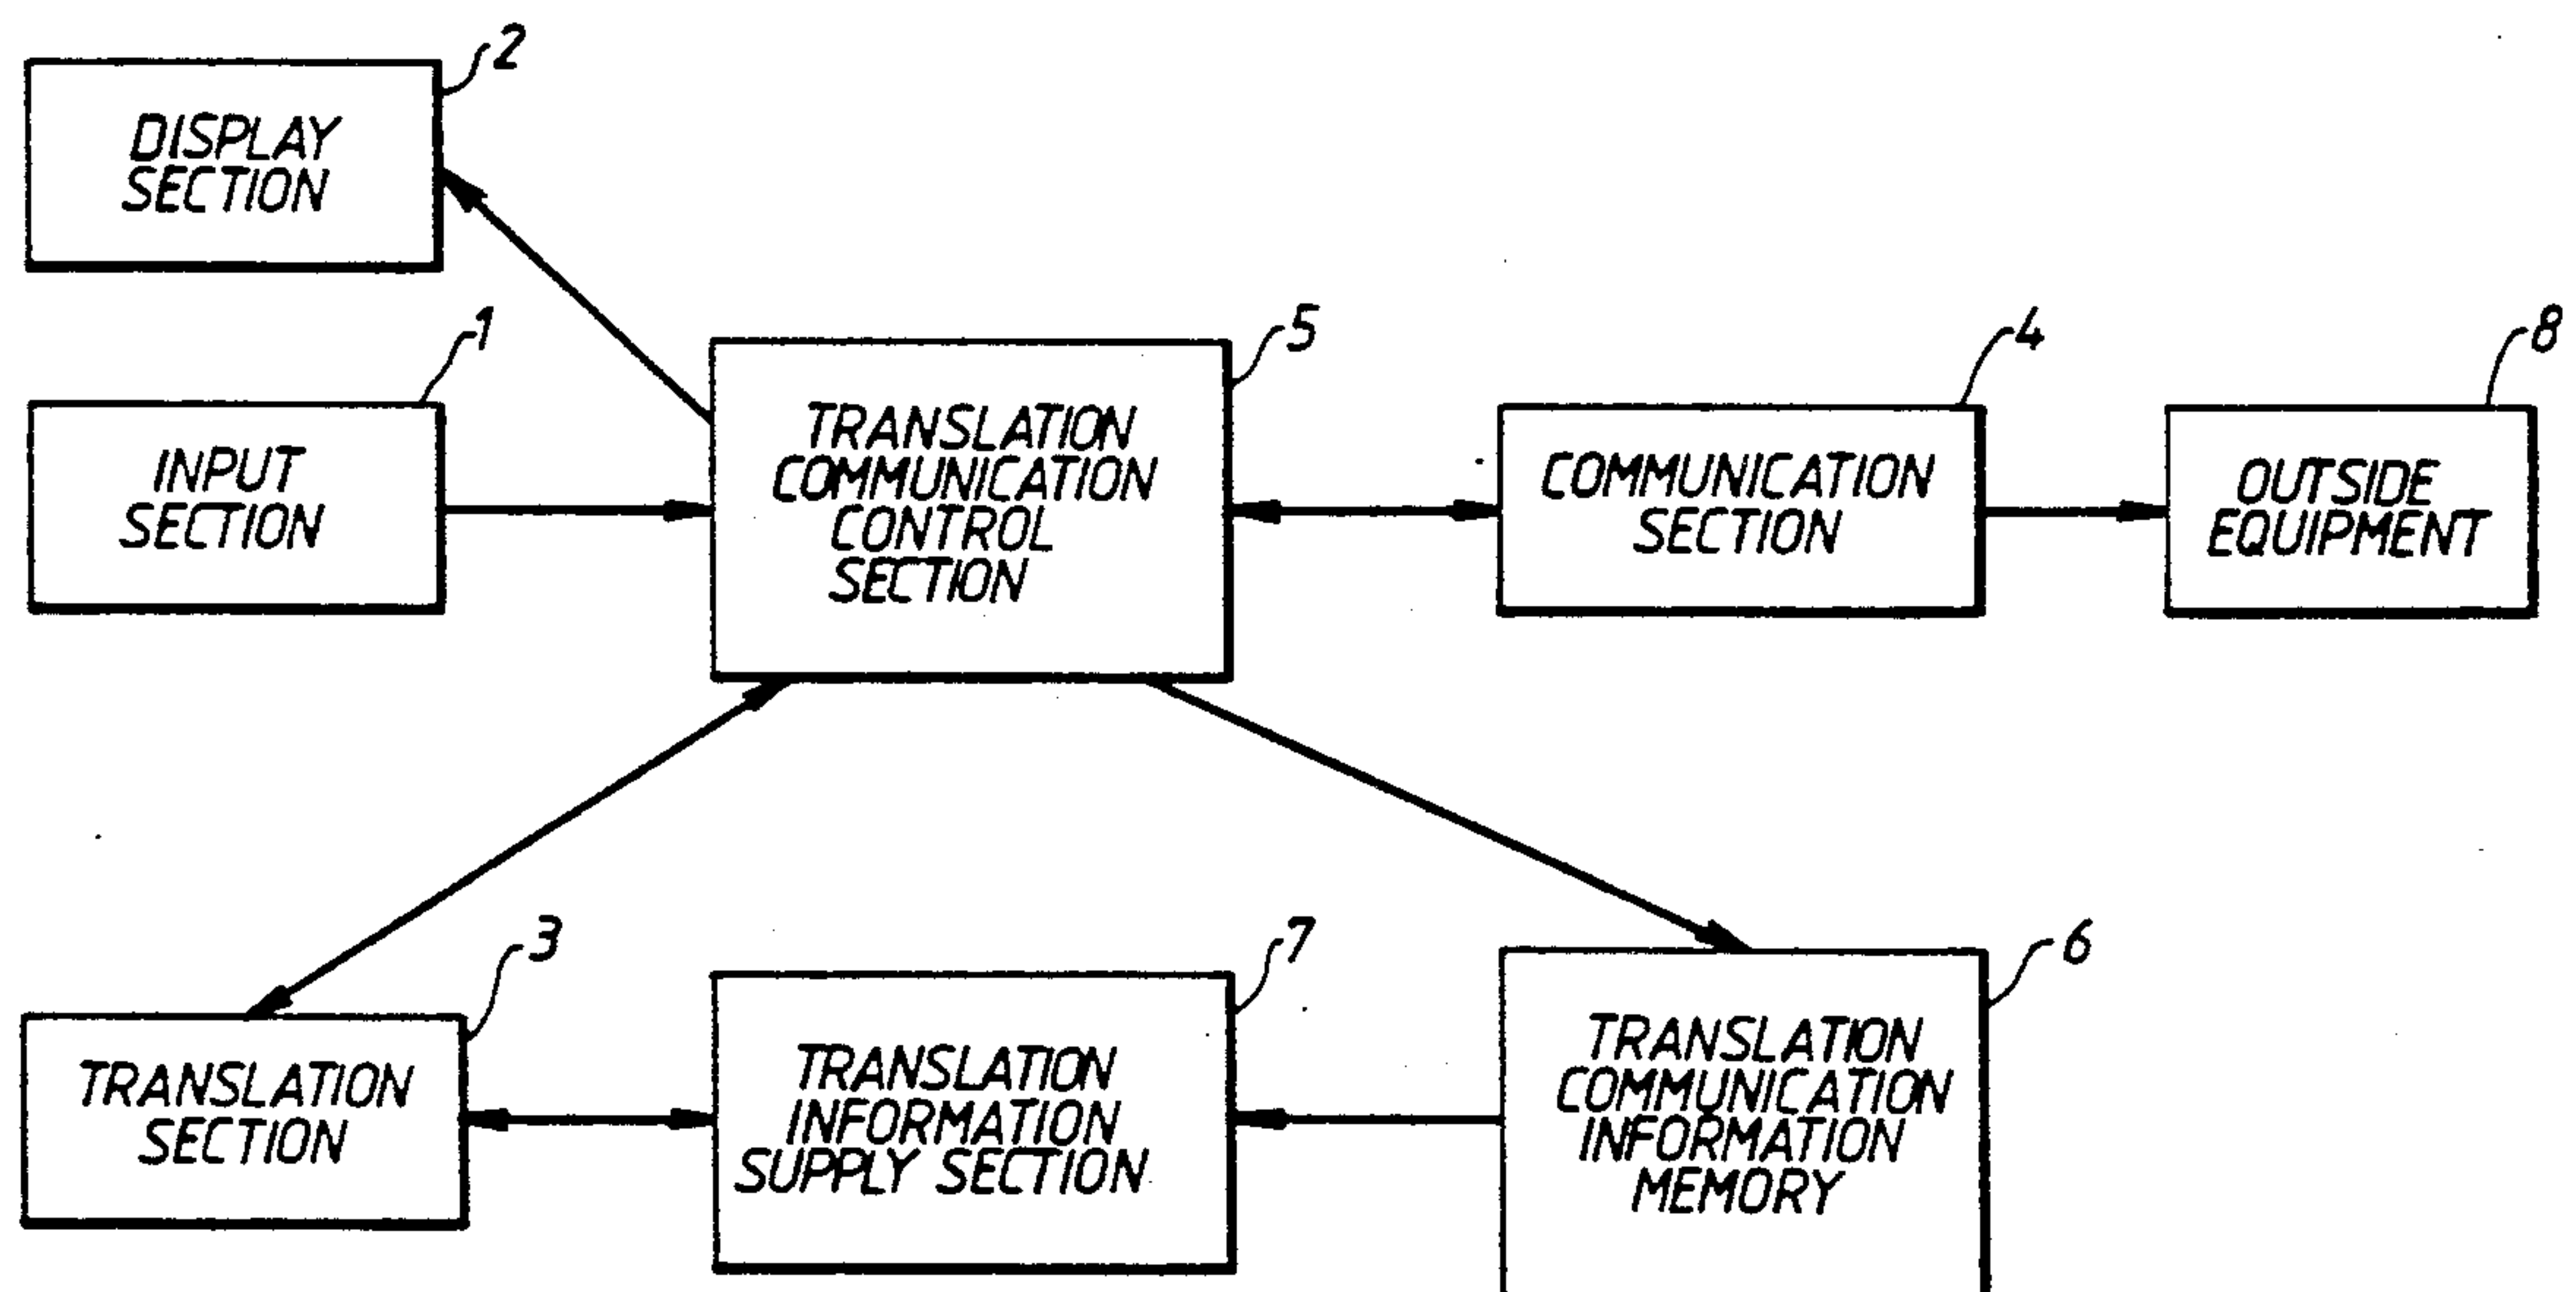 2
DISPLAY
SECTION
1
INPUT
SECTION
5
TRANSLATION
COMMUNICATION
CONTROL
SECTION
4
COMMUNICATION
SECTION
8
OUTSIDE
EQUIPMENT
3
TRANSLATION
SECTION
7
TRANSLATION
INFORMATION
SUPPLY SECTION
6
TRANSLATION
COMMUNICATION
INFORMATION
MEMORY